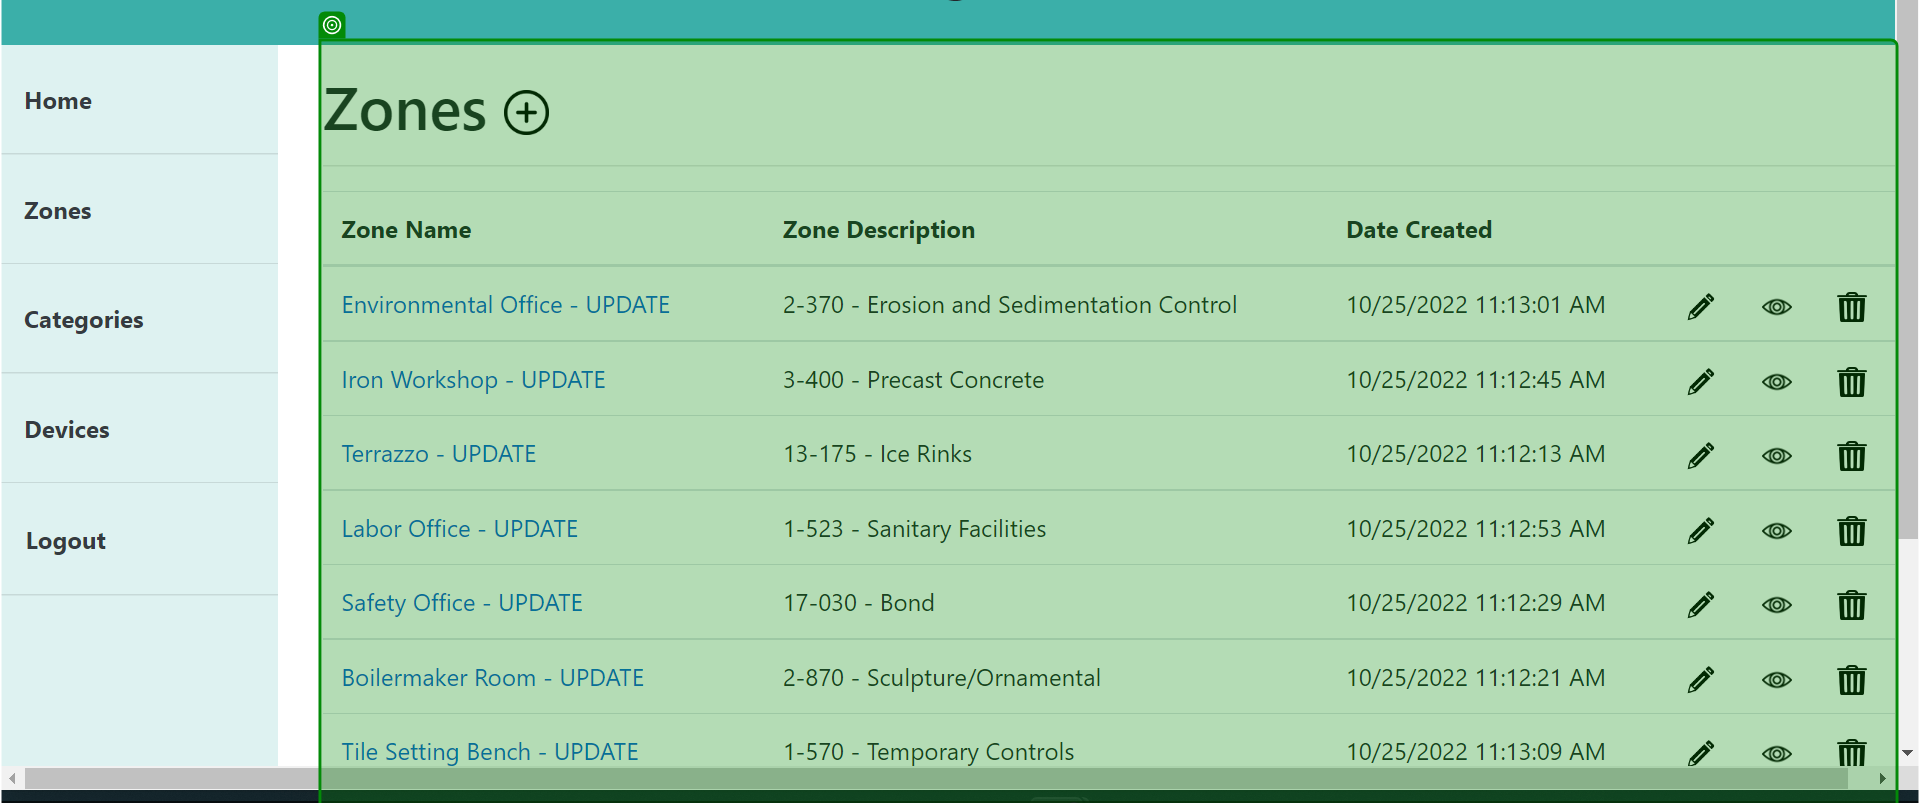 Home
Zones
Categories
Devices
Logout
Zones
Zone Name Zone Description Date Created
Environmental Office - UPDATE 2-370 - Erosion and Sedimentation Control 10/25/2022 11:13:01 AM
Iron Workshop - UPDATE 3-400 - Precast Concrete 10/25/2022 11:12:45 AM
Terrazzo - UPDATE 13-175 - Ice Rinks 10/25/2022 11:12:13 AM
Labor Office - UPDATE 1-523 - Sanitary Facilities 10/25/2022 11:12:53 AM
Safety Office - UPDATE 17-030 - Bond 10/25/2022 11:12:29 AM
Boilermaker Room - UPDATE 2-870 - Sculpture/Ornamental 10/25/2022 11:12:21 AM
Tile Setting Bench - UPDATE 1-570 - Temporary Controls 10/25/2022 11:13:09 AM